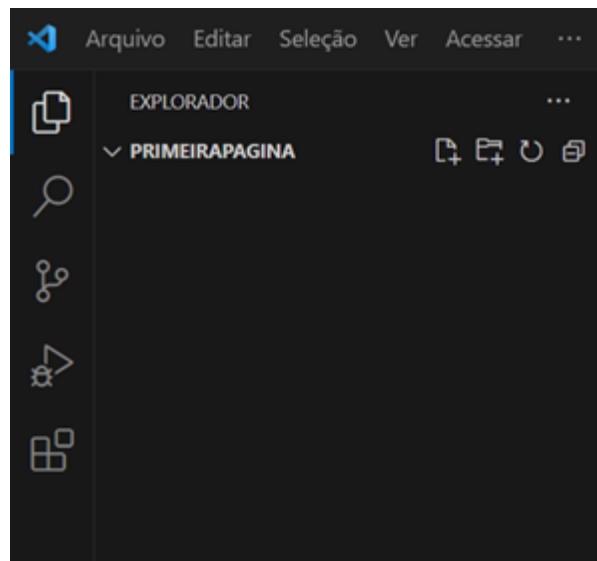 Arquivo Editar Seleção Ver Acessar ...
EXPLORADOR ...
PRIMEIRAPAGINA